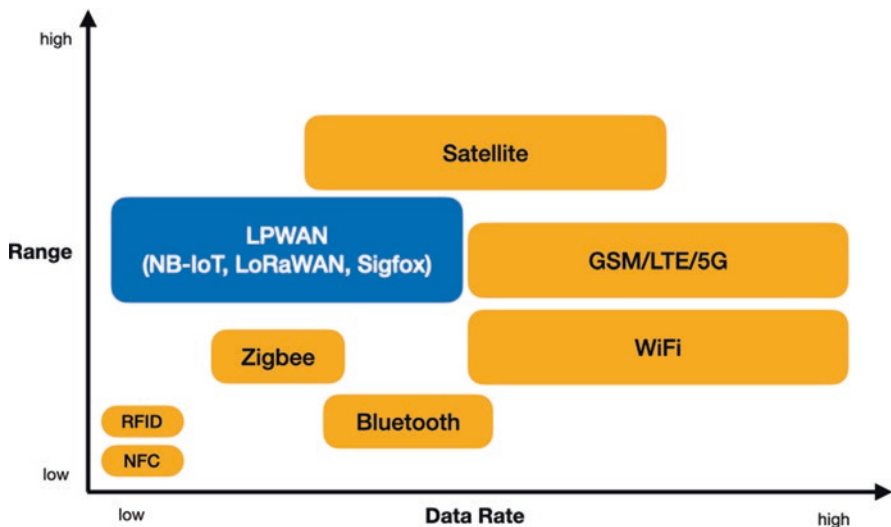 high
Satellite
LPWAN
(NB-IoT, LoRaWAN, Sigfox)
Range
GSM/LTE/5G
WiFi
Zigbee
RFID
Bluetooth
NFC
low
low
Data Rate
high